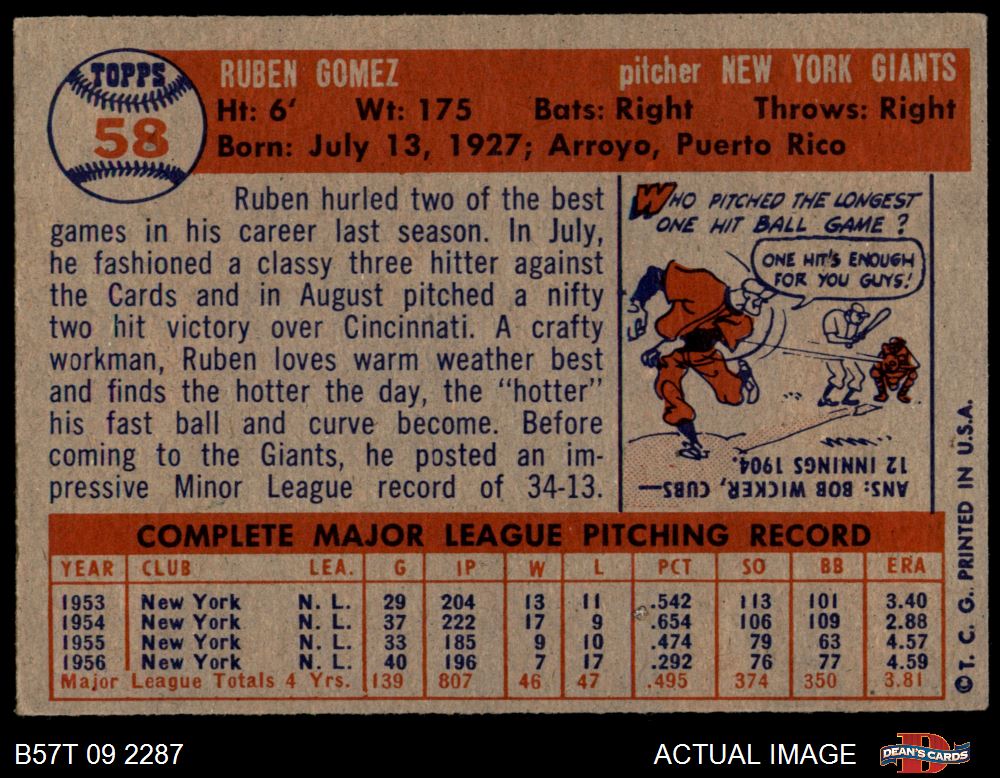 TOPPS
58
RUBEN GOMEZ pitcher NEW YORK GIANTS
Ht: 6' Wt: 175 Bats: Right Throws: Right
Born: July 13, 1927; Arroyo, Puerto Rico
Ruben hurled two of the best
games in his career last season. In July,
he fashioned a classy three hitter against
the Cards and in August pitched a nifty
two hit victory over Cincinnati. A crafty
workman, Ruben loves warm weather best
and finds the hotter the day, the "hotter"
his fast ball and curve become. Before
coming to the Giants, he posted an im-
pressive Minor League record of 34-13.
WHO PITCHED THE LONGEST
ONE HIT BALL GAME ?
ONE HIT'S ENOUGH
FOR YOU GUYS!
ANS: BOB WICKER, CUBS—
12 INNINGS 1904.
COMPLETE MAJOR LEAGUE PITCHING RECORD
YEAR CLUB LEA. G IP W L PCT SO BB ERA
1953 New York N. L. 29 204 13 11 .542 113 101 3.40
1954 New York N. L. 37 222 17 9 .654 106 109 2.88
1955 New York N. L. 33 185 9 10 .474 79 63 4.57
1956 New York N. L. 40 196 7 17 .292 76 77 4.59
Major League Totals 4 Yrs. 139 807 46 47 .495 374 350 3.81
© T. C. G. PRINTED IN U.S.A.
B57T 09 2287 ACTUAL IMAGE
DEAN'S CARDS